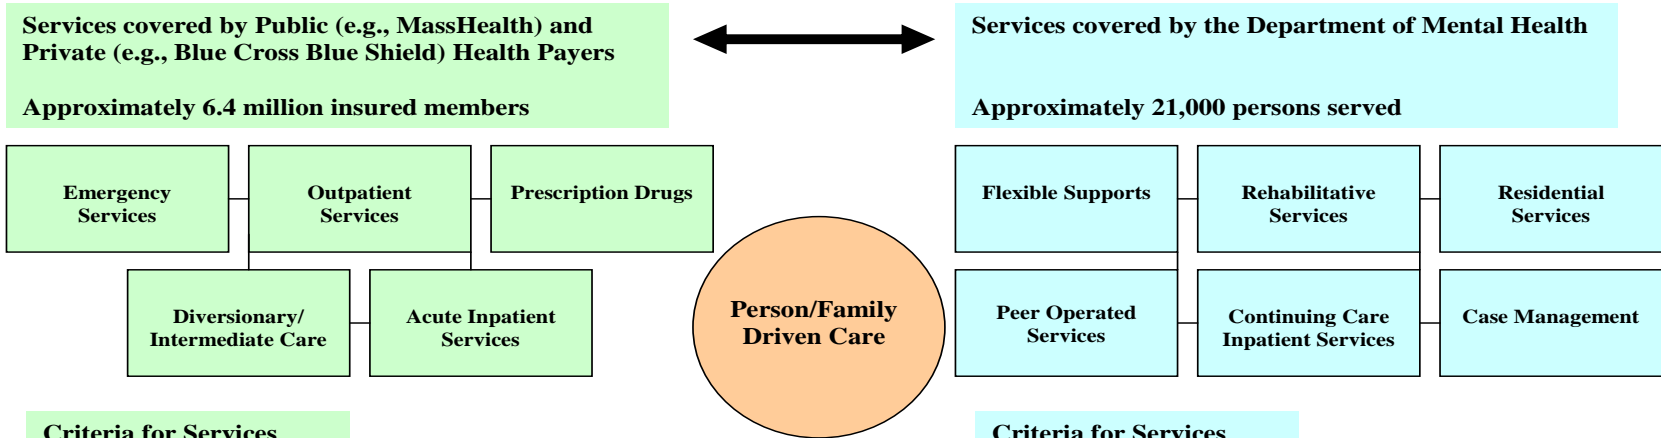 Services covered by Public (e.g., MassHealth) and
Private (e.g., Blue Cross Blue Shield) Health Payers
Approximately 6.4 million insured members
Services covered by the Department of Mental Health
Approximately 21,000 persons served
Emergency
Services
Outpatient
Services
Prescription Drugs
Diversionary/
Intermediate Care
Acute Inpatient
Services
Person/Family
Driven Care
Flexible Supports
Rehabilitative
Services
Residential
Services
Peer Operated
Services
Continuing Care
Inpatient Services
Case Management
Criteria for Services
Criteria for Services